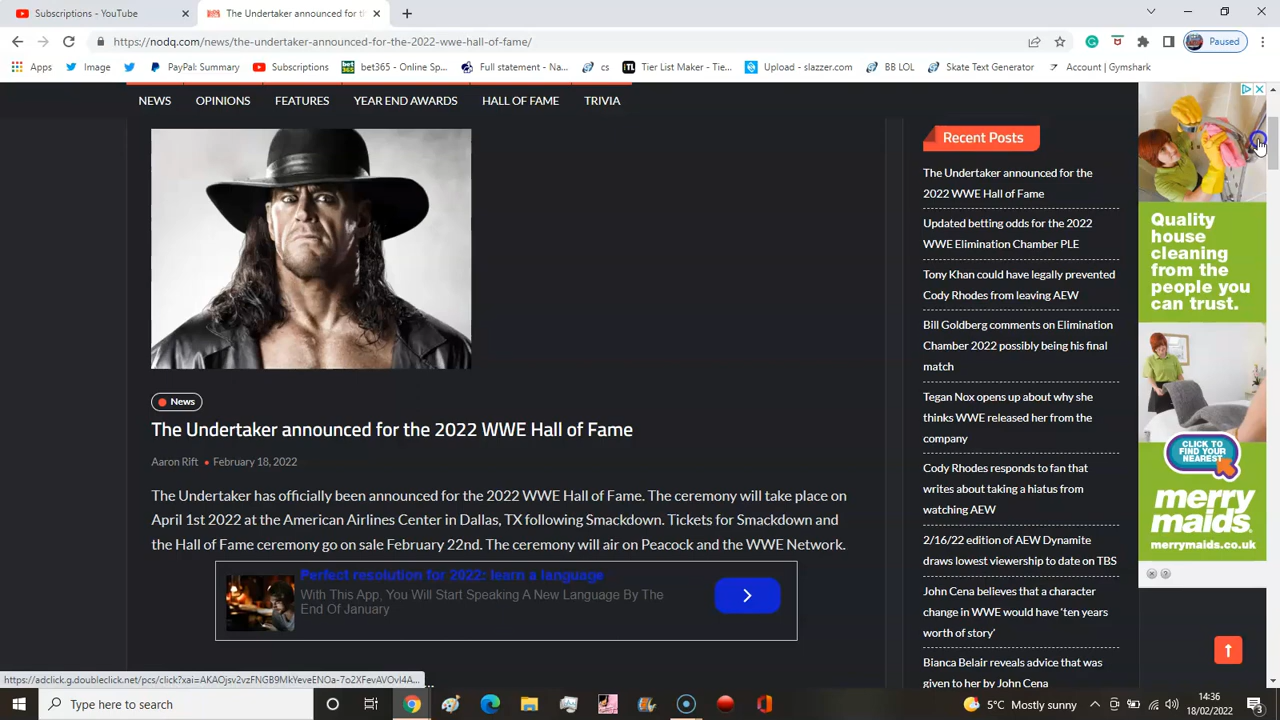 Subscriptions - YouTube
The Undertaker announced for th
https://nodq.com/news/the-undertaker-announced-for-the-2022-wwe-hall-of-fame/
Paused
Apps
Image
PayPal: Summary
Subscriptions
bet365 - Online Sp...
Full statement - Na...
cs
Tier List Maker - Tie...
Upload - slazzer.com
BB LOL
Skate Text Generator
Account | Gymshark
NEWS
OPINIONS
FEATURES
YEAR END AWARDS
HALL OF FAME
TRIVIA
News
The Undertaker announced for the 2022 WWE Hall of Fame
Aaron Rift • February 18, 2022
The Undertaker has officially been announced for the 2022 WWE Hall of Fame. The ceremony will take place on
April 1st 2022 at the American Airlines Center in Dallas, TX following Smackdown. Tickets for Smackdown and
the Hall of Fame ceremony go on sale February 22nd. The ceremony will air on Peacock and the WWE Network.
Perfect resolution for 2022: learn a language
With This App, You Will Start Speaking A New Language By The
End Of January
Recent Posts
The Undertaker announced for the
2022 WWE Hall of Fame
Updated betting odds for the 2022
WWE Elimination Chamber PLE
Tony Khan could have legally prevented
Cody Rhodes from leaving AEW
Bill Goldberg comments on Elimination
Chamber 2022 possibly being his final
match
Tegan Nox opens up about why she
thinks WWE released her from the
company
Cody Rhodes responds to fan that
writes about taking a hiatus from
watching AEW
2/16/22 edition of AEW Dynamite
draws lowest viewership to date on TBS
John Cena believes that a character
change in WWE would have 'ten years
worth of story'
Bianca Belair reveals advice that was
given to her by John Cena
Quality
house
cleaning
from the
people you
can trust.
CLICK TO
FIND YOUR
NEAREST
merry
maids
merrymaids.co.uk
Type here to search
5°C Mostly sunny
14:36
18/02/2022
3